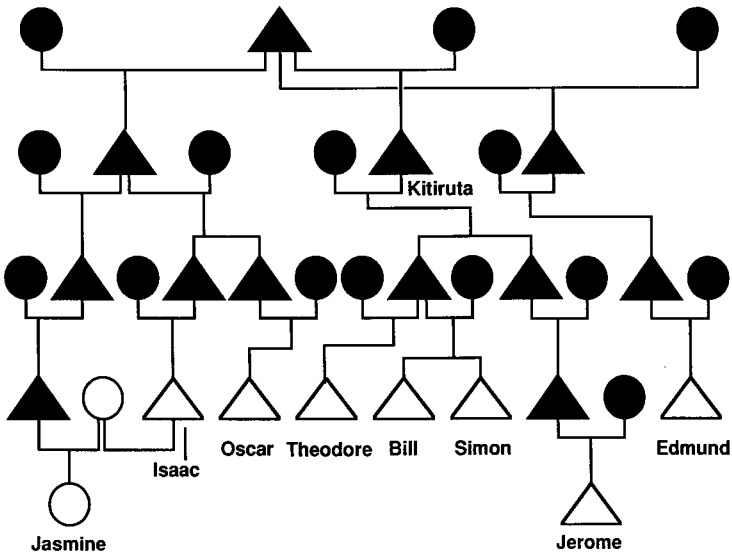 Kitiruta
Isaac
Oscar
Theodore
Bill
Simon
Edmund
Jasmine
Jerome